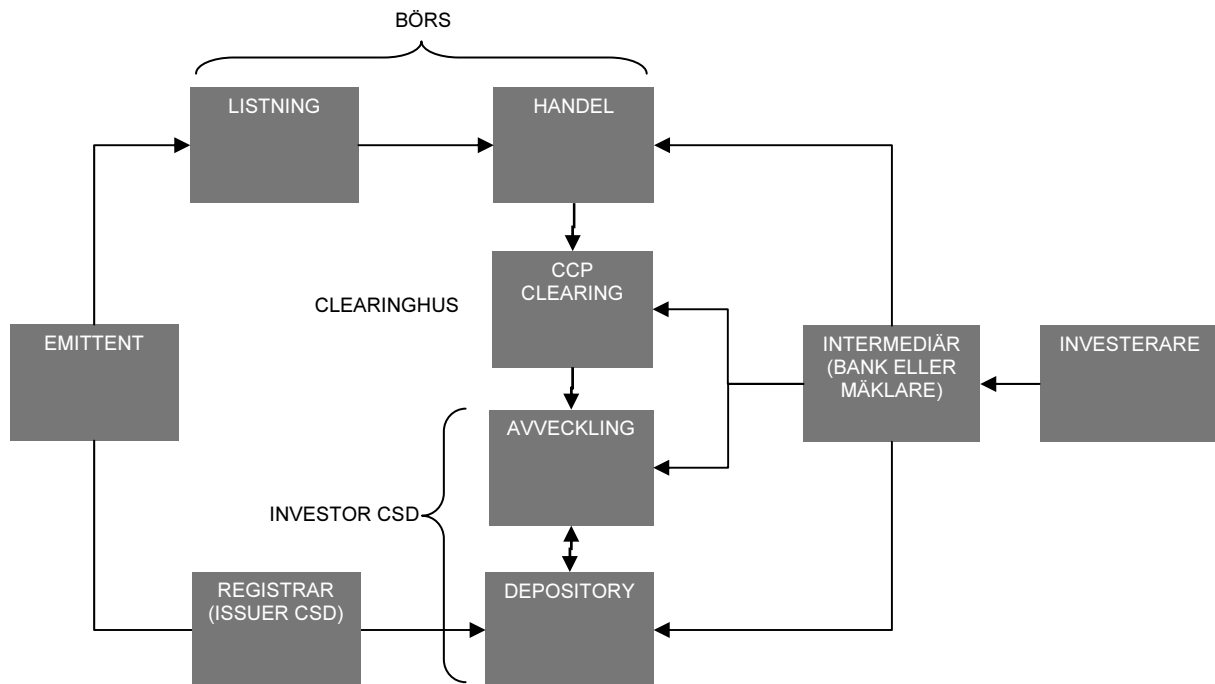 BÖRS
LISTNING
HANDEL
CCP
CLEARING
CLEARINGHUS
EMITTENT
INTERMEDIÄR
(BANK ELLER
MÄKLARE)
INVESTERARE
AVVECKLING
INVESTOR CSD
REGISTRAR
(ISSUER CSD)
DEPOSITORY